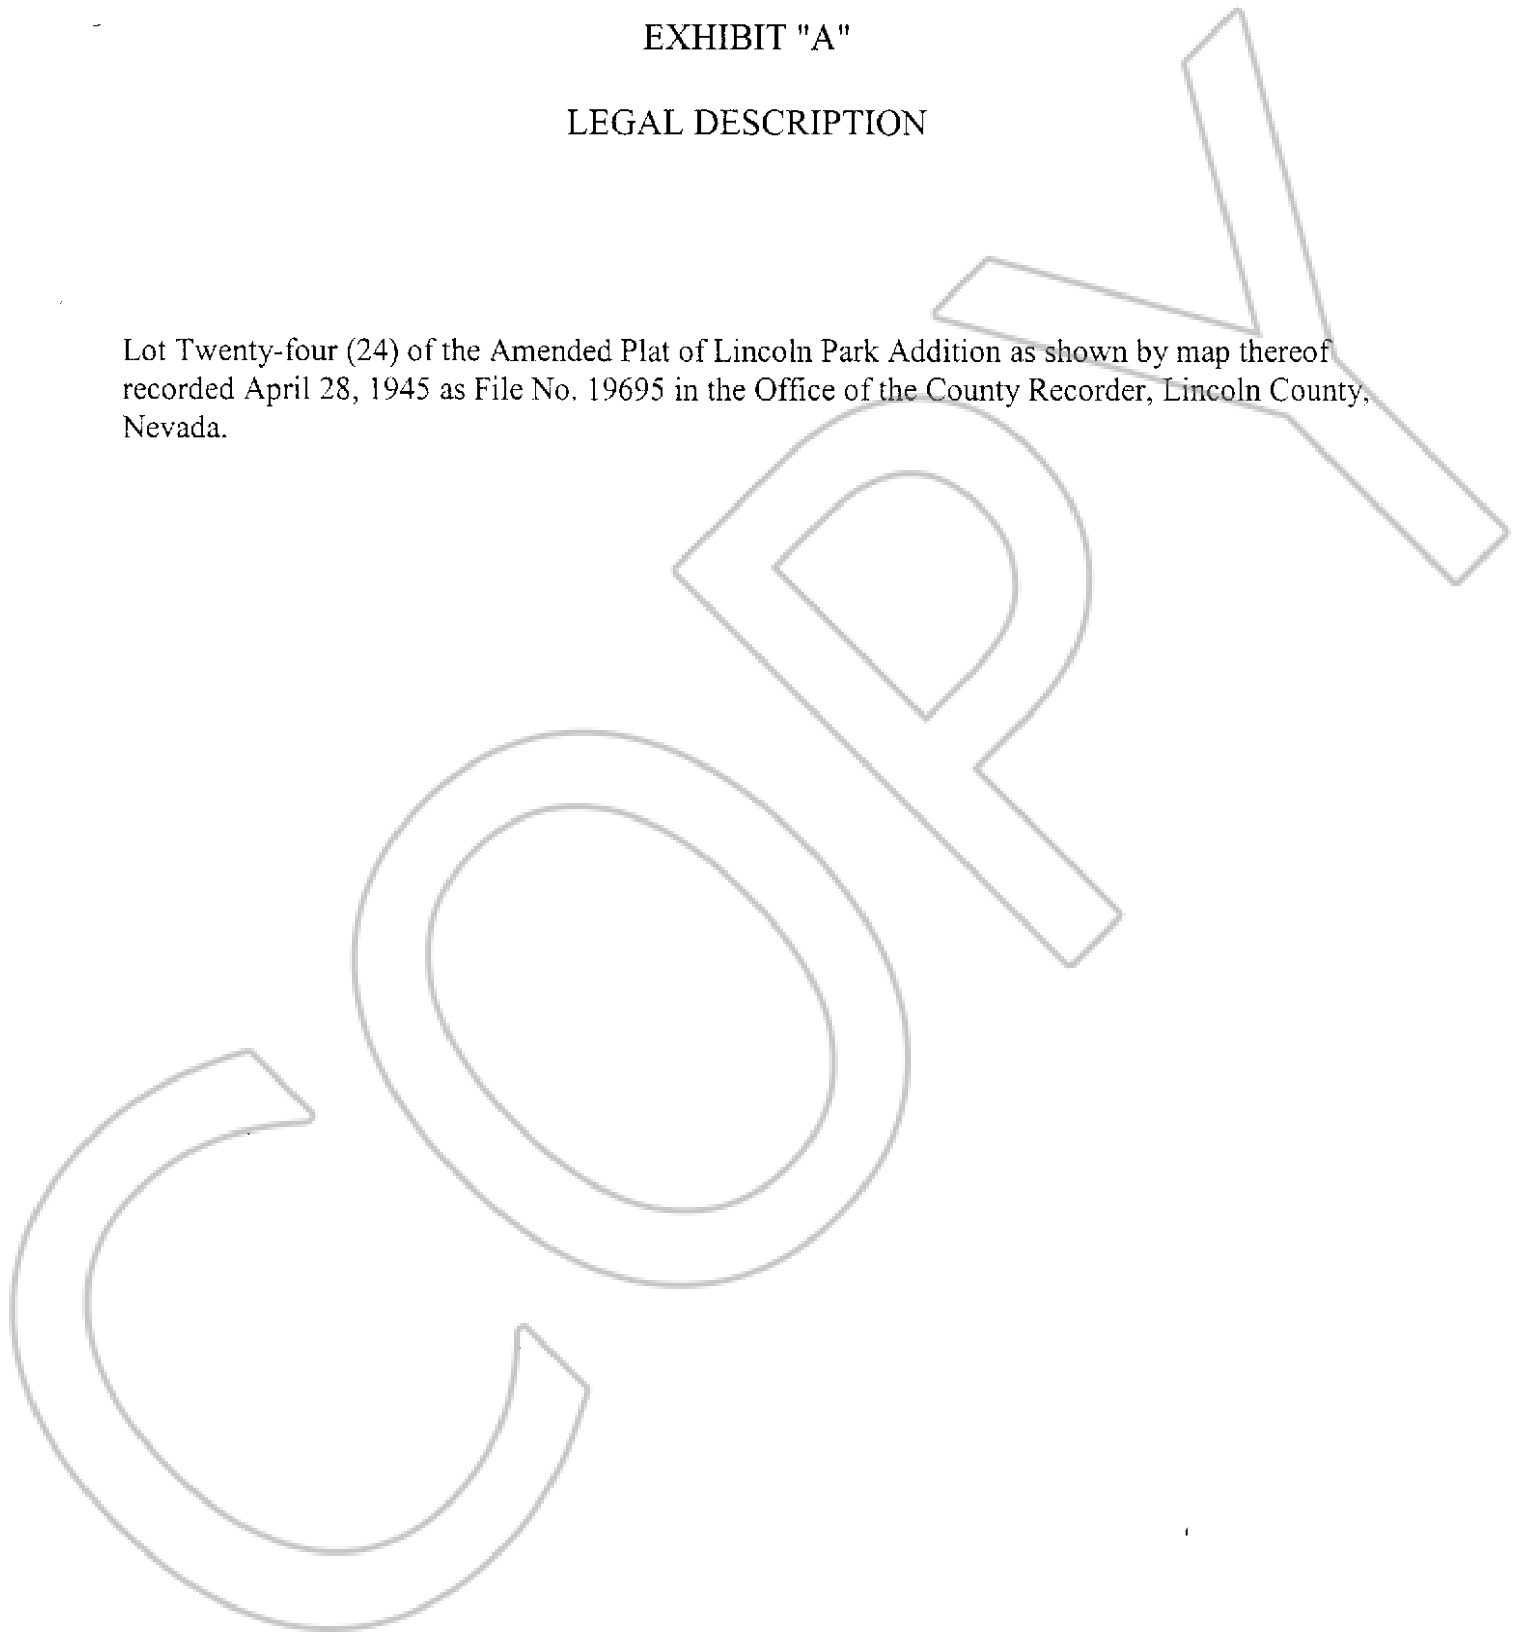 EXHIBIT "A"
LEGAL DESCRIPTION
Lot Twenty-four (24) of the Amended Plat of Lincoln Park Addition as shown by map thereof
recorded April 28, 1945 as File No. 19695 in the Office of the County Recorder, Lincoln County,
Nevada.
COPY